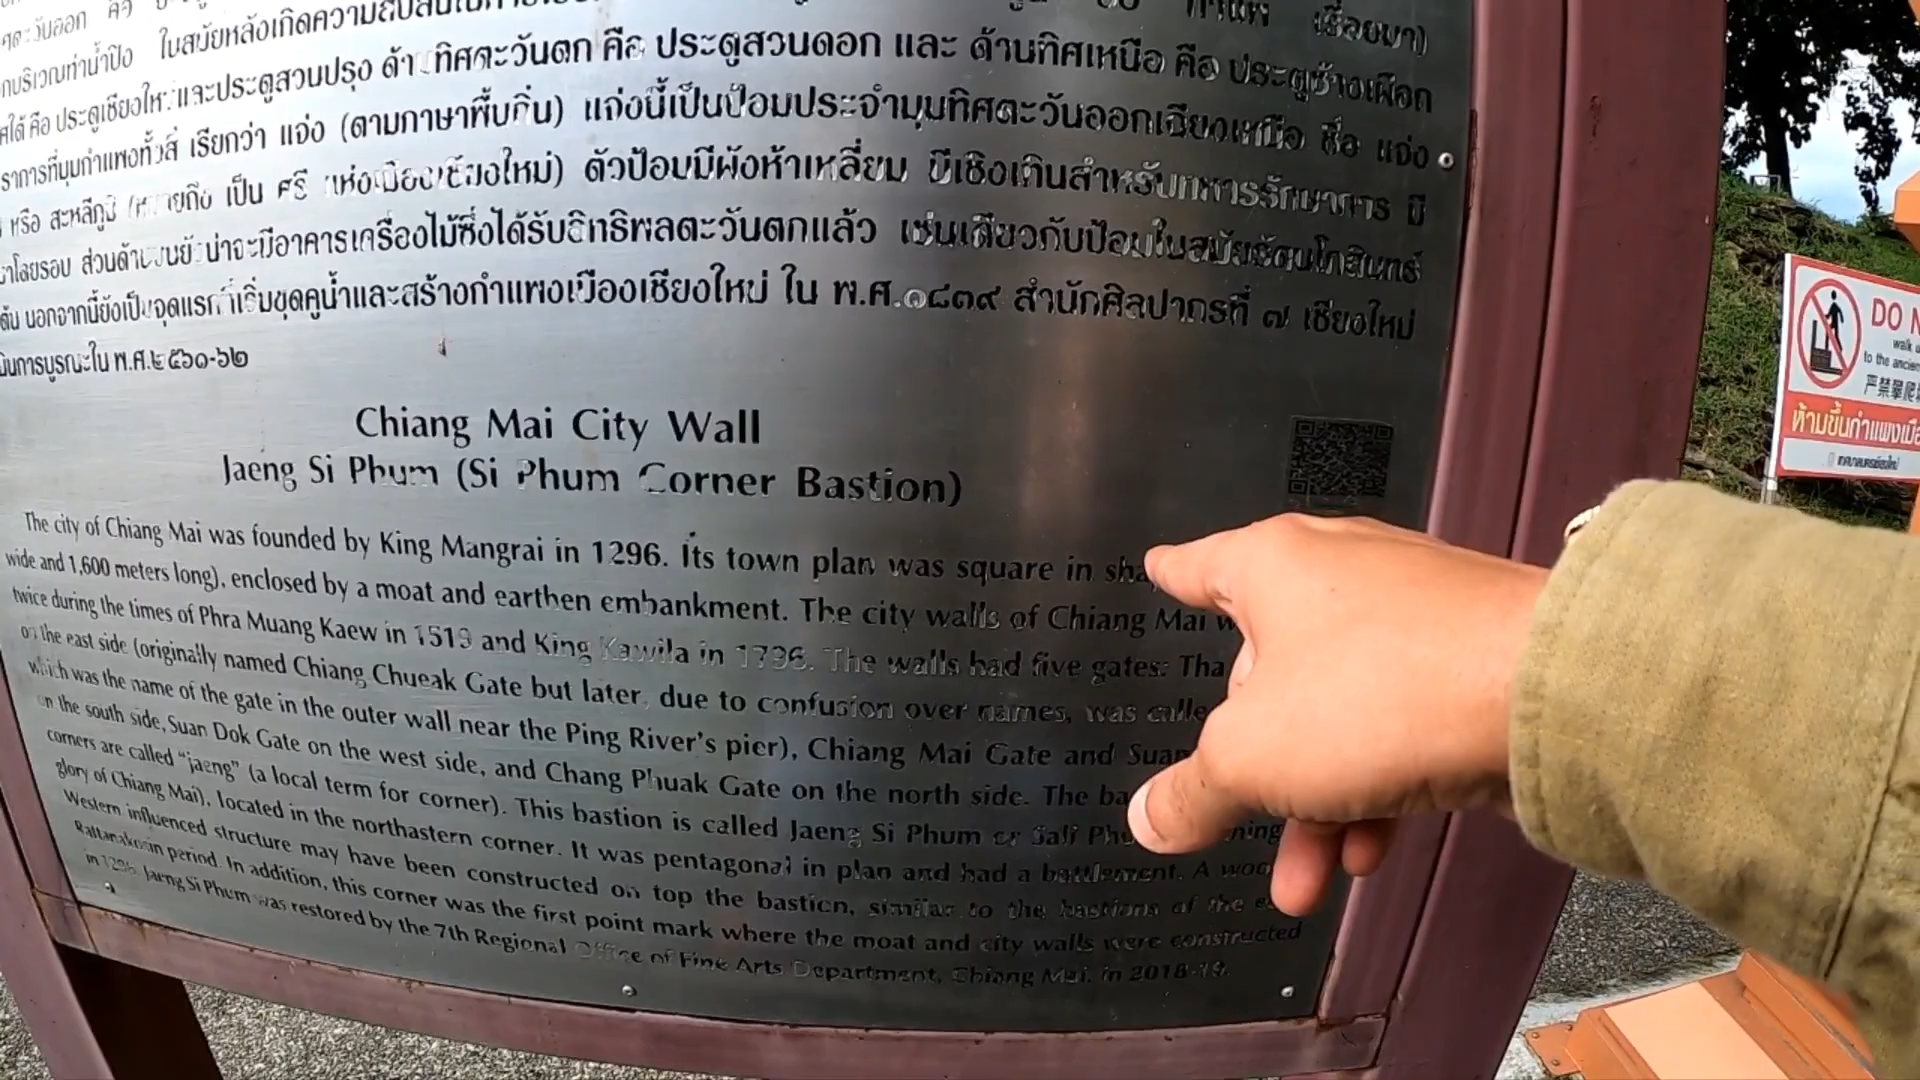 ประตูสวนดอก และ ด้านทิศเหนือ คือ ประตูช้างเผือก
ราการที่มุมกำแพงทั้งสี่ เรียกว่า แจ่ง (ตามภาษาพื้นถิ่น) แจ่งนี้เป็นป้อมประจำมุมทิศตะวันออกเฉียงเหนือ ชื่อ แจ่ง
หรือ สะหลีภูมิ เป็น ศรี แห่งเมืองเชียงใหม่) ตัวป้อมมีผังห้าเหลี่ยม มีเชิงเทินสำหรับทหารรักษาการ มี
าโดยรอบ น่าจะมีอาคารเครื่องไม้ซึ่งได้รับอิทธิพลตะวันตกแล้ว เช่นเดียวกับป้อมในสมัยรัตนโกสินทร์
ต้น นอกจากนี้ยังเป็นจุดแรกที่เริ่มขุดคูน้ำและสร้างกำแพงเมืองเชียงใหม่ ใน พ.ศ.๑๘๓๙ สำนักศิลปากรที่ ๗ เชียงใหม่
นินการบูรณะใน พ.ศ.๒๕๖๑-๖๒
Chiang Mai City Wall
Jaeng Si Phum (Si Phum Corner Bastion)
The city of Chiang Mai was founded by King Mangrai in 1296. Its town plan was square in sha
wide and 1,600 meters long), enclosed by a moat and earthen embankment. The city walls of Chiang Mai w
twice during the times of Phra Muang Kaew in 1519 and King Kawila in 1796. The walls had five gates: Tha
on the east side (originally named Chiang Chueak Gate but later, due to confusion over names, was calle
which was the name of the gate in the outer wall near the Ping River's pier), Chiang Mai Gate and Suan
on the south side, Suan Dok Gate on the west side, and Chang Phuak Gate on the north side. The ba
corners are called "jaeng" (a local term for corner). This bastion is called Jaeng Si Phum or Sali Phu ning
glory of Chiang Mai), located in the northastern corner. It was pentagonal in plan and had a battlement. A woo
Western influenced structure may have been constructed on top the bastion, similar to the bastions of the e
Rattanakosin period. In addition, this corner was the first point mark where the moat and city walls were constructed
in 1296. Jaeng Si Phum was restored by the 7th Regional Office of Fine Arts Department, Chiang Mai. in 2018-19.
DO N
walk u
to the ancien
严禁攀爬
ห้ามขึ้นกำแพงเมือ